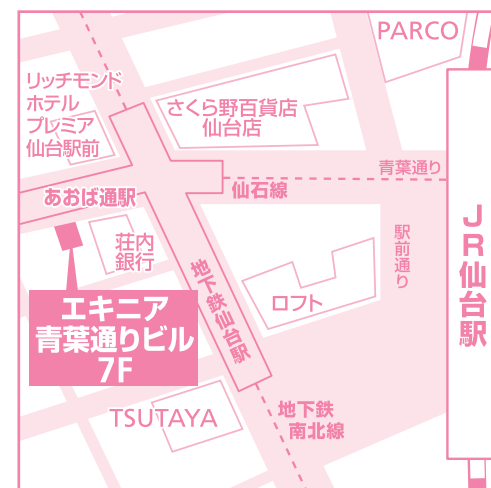 PARCO
リッチモンド
ホテル
プレミア
仙台駅前
さくら野百貨店
仙台店
青葉通り
あおば通駅
仙石線
荘内
銀行
駅前通り
JR仙台駅
地下鉄仙台駅
ロフト
エキニア
青葉通りビル
7F
TSUTAYA
地下鉄
南北線